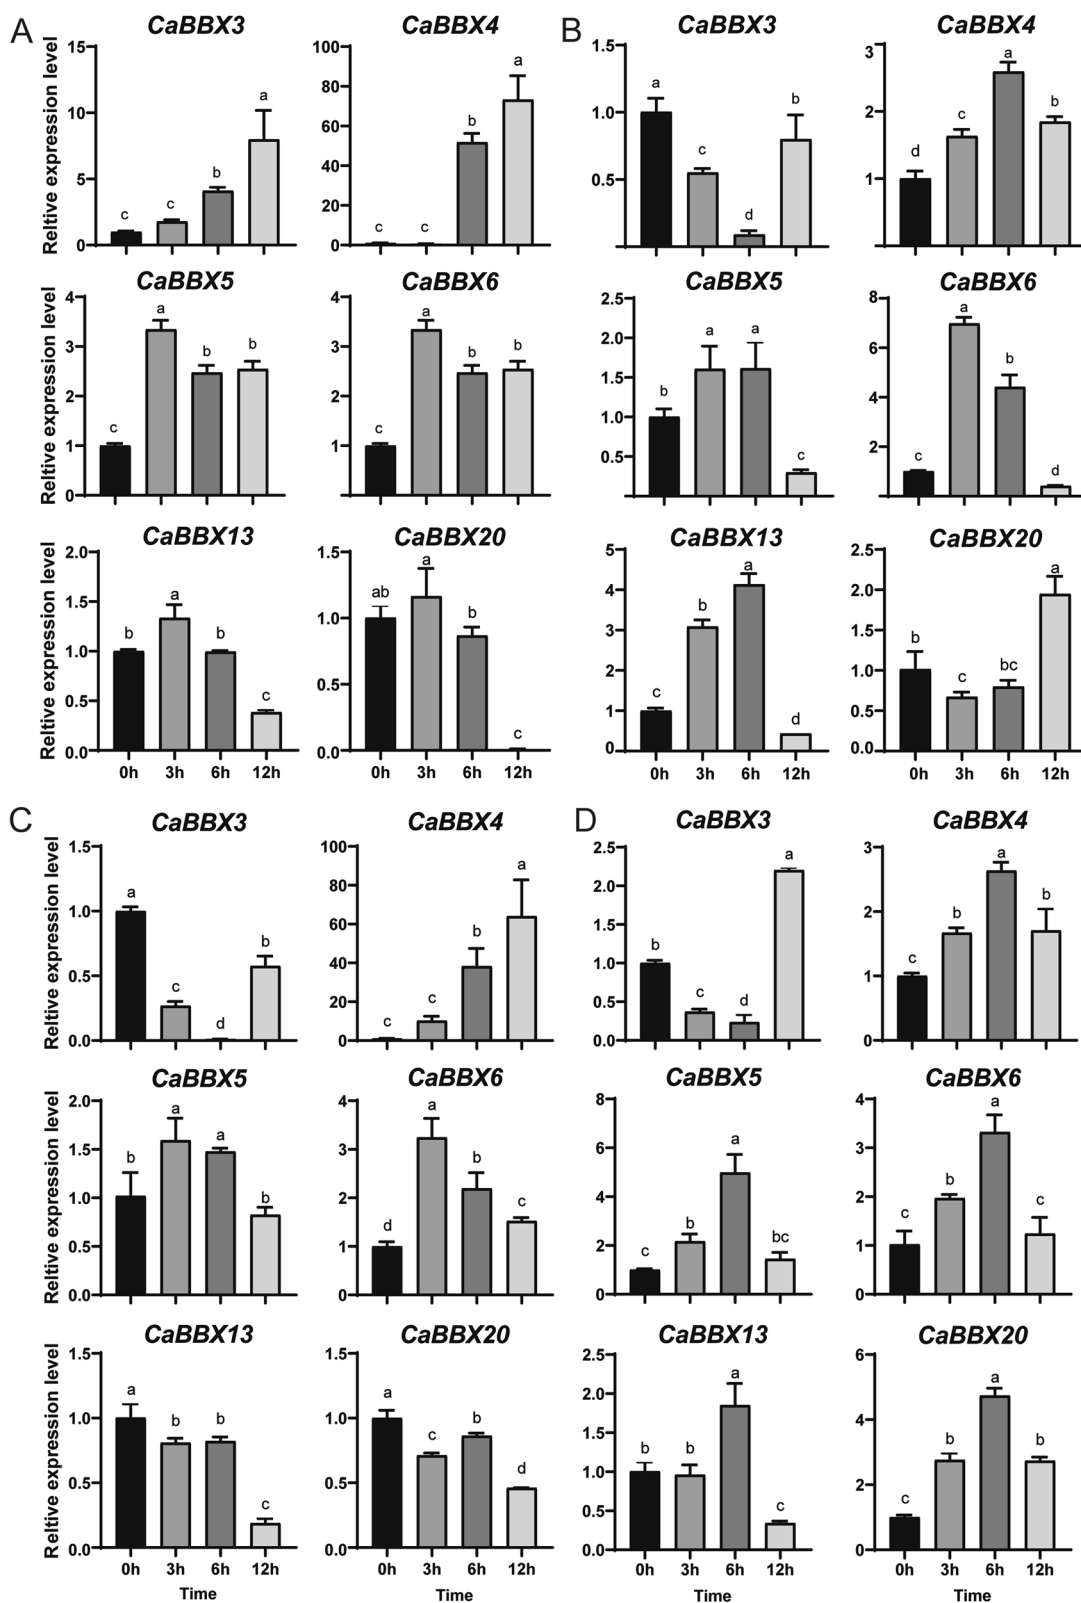 A
CaBBX3
Reltive expression level
15
10
5
0
c
c
b
a
CaBBX4
100
80
60
40
20
0
c
c
b
a
CaBBX5
Reltive expression level
4
3
2
1
0
c
a
b
b
CaBBX6
4
3
2
1
0
c
a
b
b
CaBBX13
Reltive expression level
2.0
1.5
1.0
0.5
0.0
b
a
b
c
0h 3h 6h 12h
CaBBX20
1.5
1.0
0.5
0.0
ab
a
b
c
0h 3h 6h 12h
B
CaBBX3
1.5
1.0
0.5
a
c
d
b
CaBBX4
3
2
1
d
c
a
b
CaBBX5
2.5
2.0
1.5
1.0
0.5
b
a
a
c
CaBBX6
8
6
4
2
c
a
b
d
CaBBX13
5
4
3
2
1
0
c
b
a
d
0h 3h 6h 12h
CaBBX20
2.5
2.0
1.5
1.0
0.5
0.0
b
c
bc
a
0h 3h 6h 12h
C
CaBBX3
Relative expression level
1.5
1.0
0.5
0.0
a
c
d
b
CaBBX4
100
80
60
40
20
0
c
c
b
a
CaBBX5
Relative expression level
2.0
1.5
1.0
0.5
0.0
b
a
a
b
CaBBX6
4
3
2
1
0
d
a
b
c
CaBBX13
Relative expression level
1.5
1.0
0.5
0.0
a
b
b
c
0h 3h 6h 12h
Time
CaBBX20
1.5
1.0
0.5
0.0
a
c
b
d
0h 3h 6h 12h
Time
D
CaBBX3
2.5
2.0
1.5
1.0
0.5
0.0
b
c
d
a
CaBBX4
3
2
1
0
c
b
a
b
CaBBX5
8
6
4
2
0
c
b
a
bc
CaBBX6
4
3
2
1
0
c
b
a
c
CaBBX13
2.5
2.0
1.5
1.0
0.5
0.0
b
b
a
c
0h 3h 6h 12h
Time
CaBBX20
6
4
2
0
c
b
a
b
0h 3h 6h 12h
Time